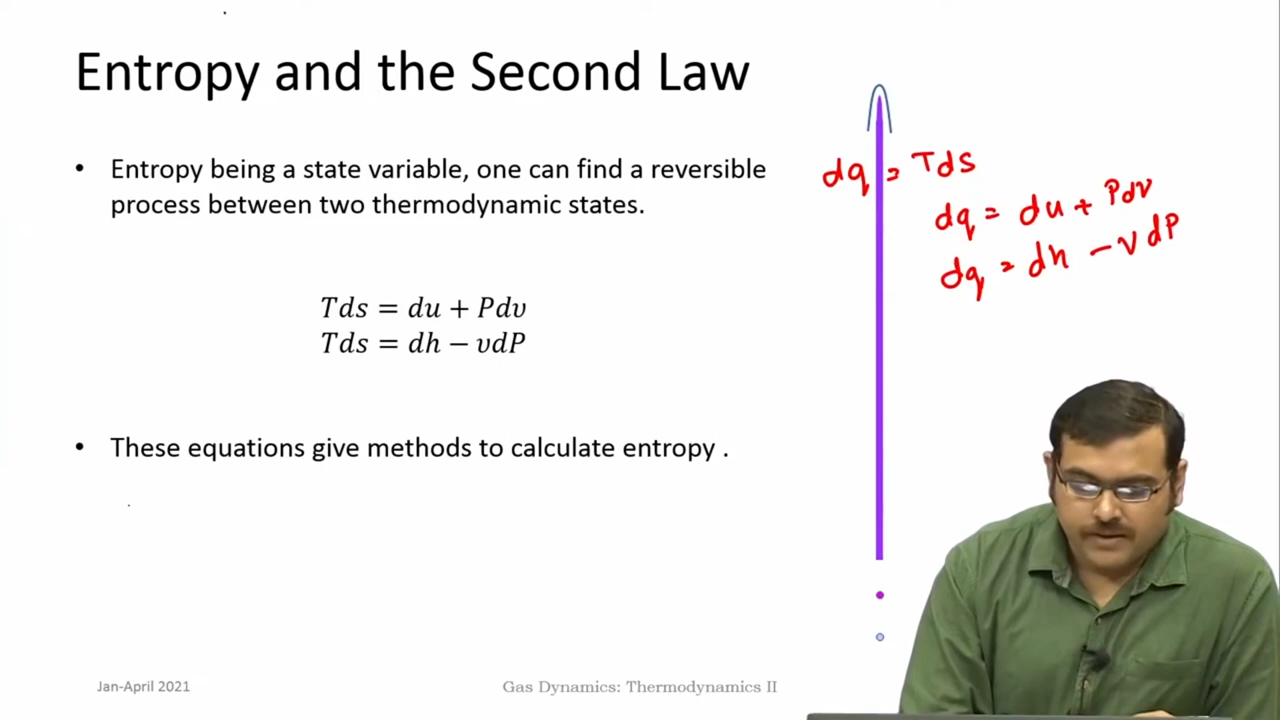 Entropy and the Second Law
• Entropy being a state variable, one can find a reversible
process between two thermodynamic states.
Tds = du + Pdv
Tds = dh − vdP
• These equations give methods to calculate entropy .
dq = Tds
dq = du + Pdv
dq = dh − vdP
Jan-April 2021
Gas Dynamics: Thermodynamics II